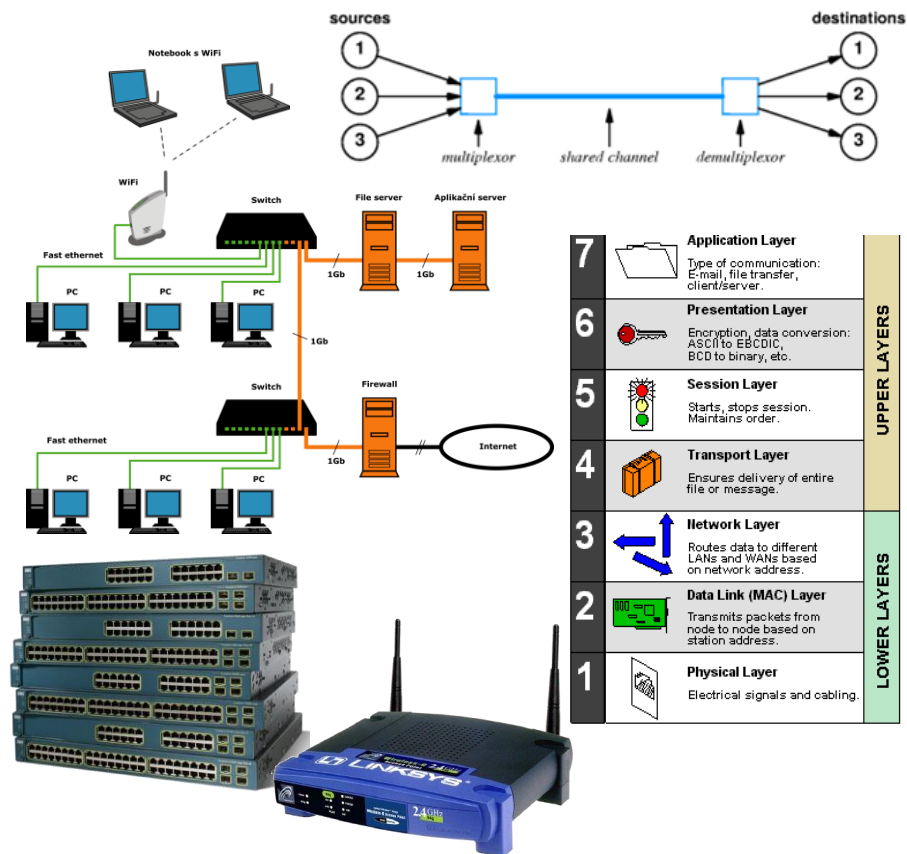 sources
destinations
1
2
3
1
2
3
multiplexor
shared channel
demultiplexor
Notebook s WiFi
WiFi
Switch
File server
Aplikační server
Fast ethernet
1Gb
1Gb
PC
PC
PC
1Gb
Switch
Firewall
Fast ethernet
1Gb
Internet
PC
PC
PC
7
Application Layer
Type of communication:
E-mail, file transfer,
client/server.
6
Presentation Layer
Encryption, data conversion:
ASCII to EBCDIC,
BCD to binary, etc.
5
Session Layer
Starts, stops session.
Maintains order.
4
Transport Layer
Ensures delivery of entire
file or message.
UPPER LAYERS
3
Network Layer
Routes data to different
LANs and WANs based
on network address.
2
Data Link (MAC) Layer
Transmits packets from
node to node based on
station address.
1
Physical Layer
Electrical signals and cabling.
LOWER LAYERS
Wireless-G 2.4GHz
Access Point
LINKSYS
2.4GHz